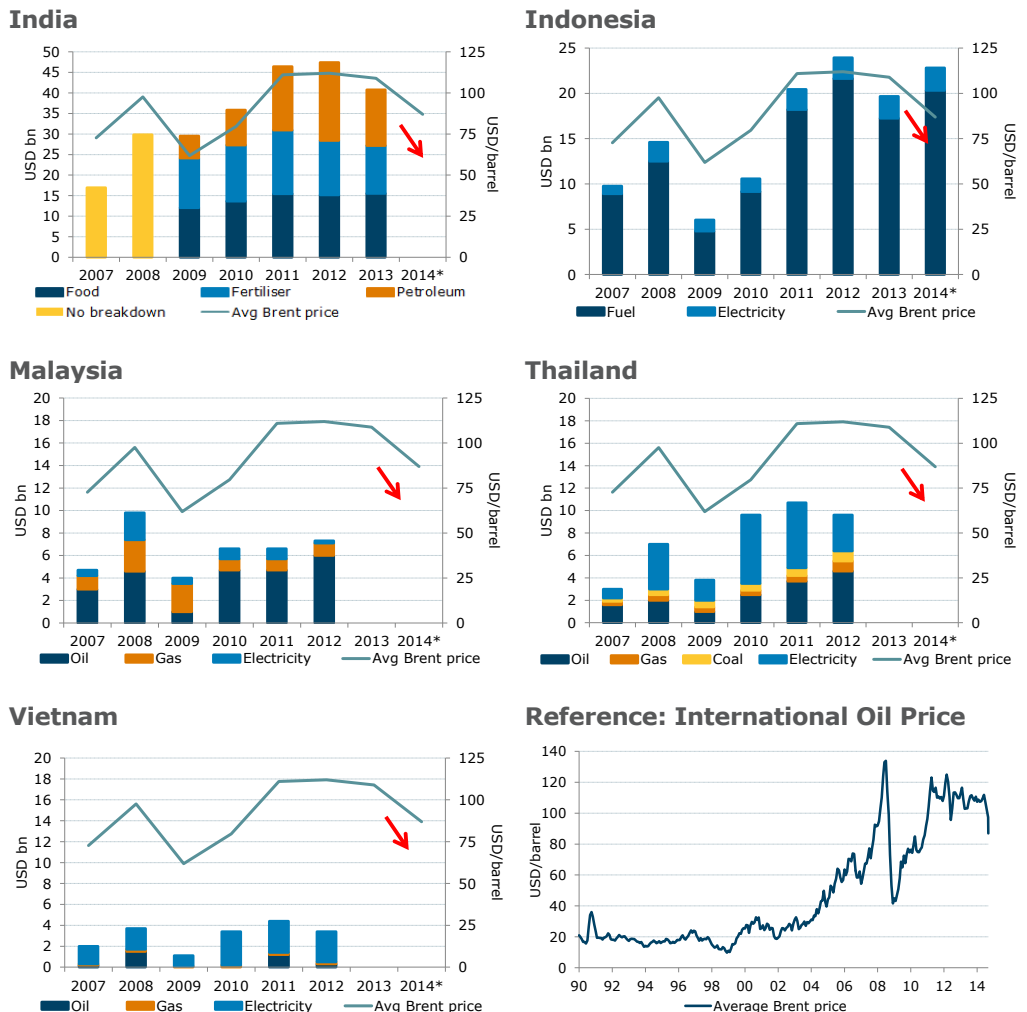 India
50
45
40
35
30
25
20
15
10
5
0
USD bn
125
100
75
50
25
0
USD/barrel
2007 2008 2009 2010 2011 2012 2013 2014*
Food Fertiliser Petroleum
No breakdown Avg Brent price
Indonesia
25
20
15
10
5
0
USD bn
125
100
75
50
25
0
USD/barrel
2007 2008 2009 2010 2011 2012 2013 2014*
Fuel Electricity Avg Brent price
Malaysia
20
18
16
14
12
10
8
6
4
2
0
USD bn
125
100
75
50
25
0
USD/barrel
2007 2008 2009 2010 2011 2012 2013 2014*
Oil Gas Electricity Avg Brent price
Thailand
20
18
16
14
12
10
8
6
4
2
0
USD bn
125
100
75
50
25
0
USD/barrel
2007 2008 2009 2010 2011 2012 2013 2014*
Oil Gas Coal Electricity Avg Brent price
Vietnam
20
18
16
14
12
10
8
6
4
2
0
USD bn
125
100
75
50
25
0
USD/barrel
2007 2008 2009 2010 2011 2012 2013 2014*
Oil Gas Electricity Avg Brent price
Reference: International Oil Price
140
120
100
80
60
40
20
0
USD/barrel
90 92 94 96 98 00 02 04 06 08 10 12 14
Average Brent price